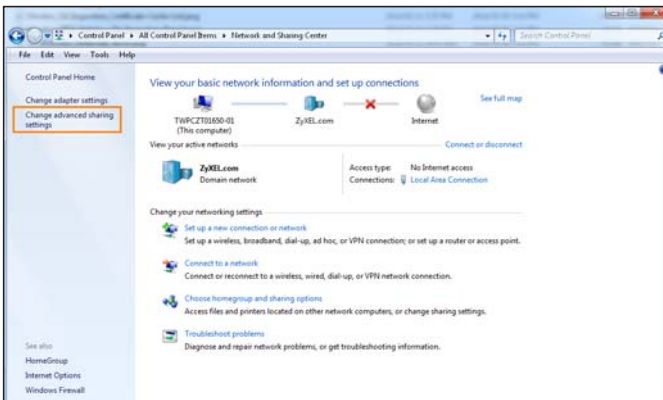 Control Panel ▸ All Control Panel Items ▸ Network and Sharing Center
Search Control Panel
File Edit View Tools Help
Control Panel Home
Change adapter settings
Change advanced sharing
settings
View your basic network information and set up connections
See full map
TWPCZT01650-01
(This computer)
ZyXEL.com
Internet
View your active networks
Connect or disconnect
ZyXEL.com
Domain network
Access type: No Internet access
Connections: Local Area Connection
Change your networking settings
Set up a new connection or network
Set up a wireless, broadband, dial-up, ad hoc, or VPN connection; or set up a router or access point.
Connect to a network
Connect or reconnect to a wireless, wired, dial-up, or VPN network connection.
Choose homegroup and sharing options
Access files and printers located on other network computers, or change sharing settings.
Troubleshoot problems
Diagnose and repair network problems, or get troubleshooting information.
See also
HomeGroup
Internet Options
Windows Firewall